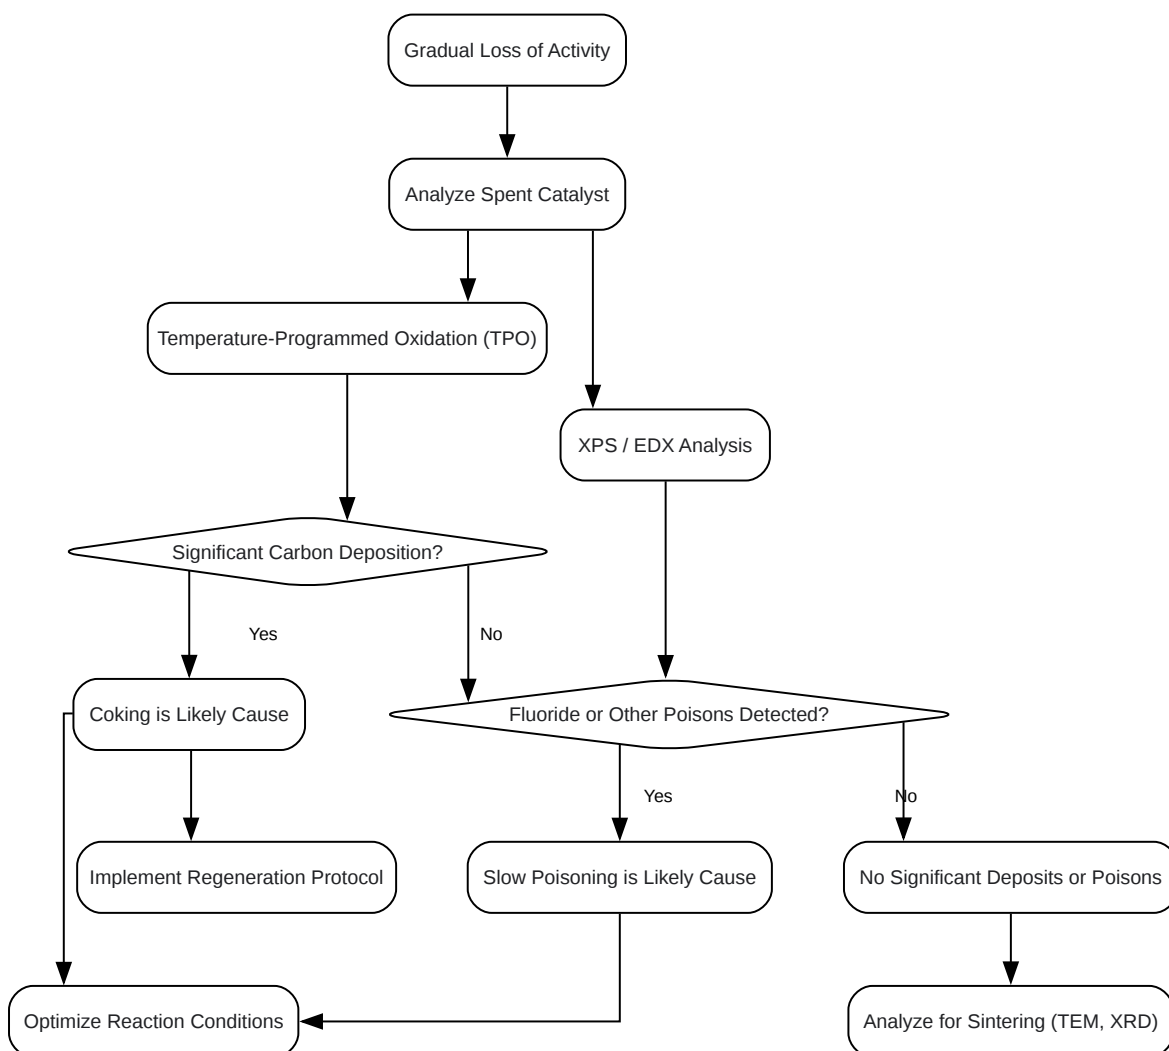 Gradual Loss of Activity
Analyze Spent Catalyst
Temperature-Programmed Oxidation (TPO)
XPS / EDX Analysis
Significant Carbon Deposition?
Yes
No
Coking is Likely Cause
Fluoride or Other Poisons Detected?
Yes
No
Implement Regeneration Protocol
Slow Poisoning is Likely Cause
No Significant Deposits or Poisons
Optimize Reaction Conditions
Analyze for Sintering (TEM, XRD)